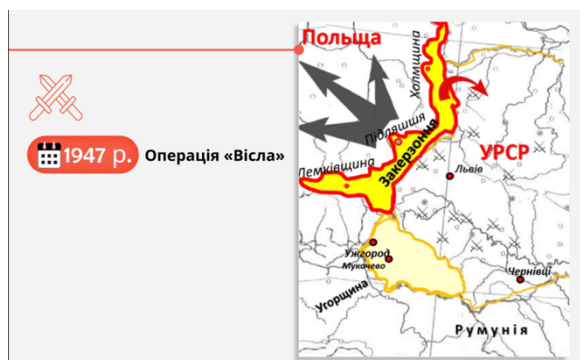 1947 р. Операція «Вісла»
Польща
Холмщина
Підляшшя
Лемківщина
Закерзоння
УРСР
Львів
Ужгород
Мукачево
Угорщина
Чернівці
Румунія